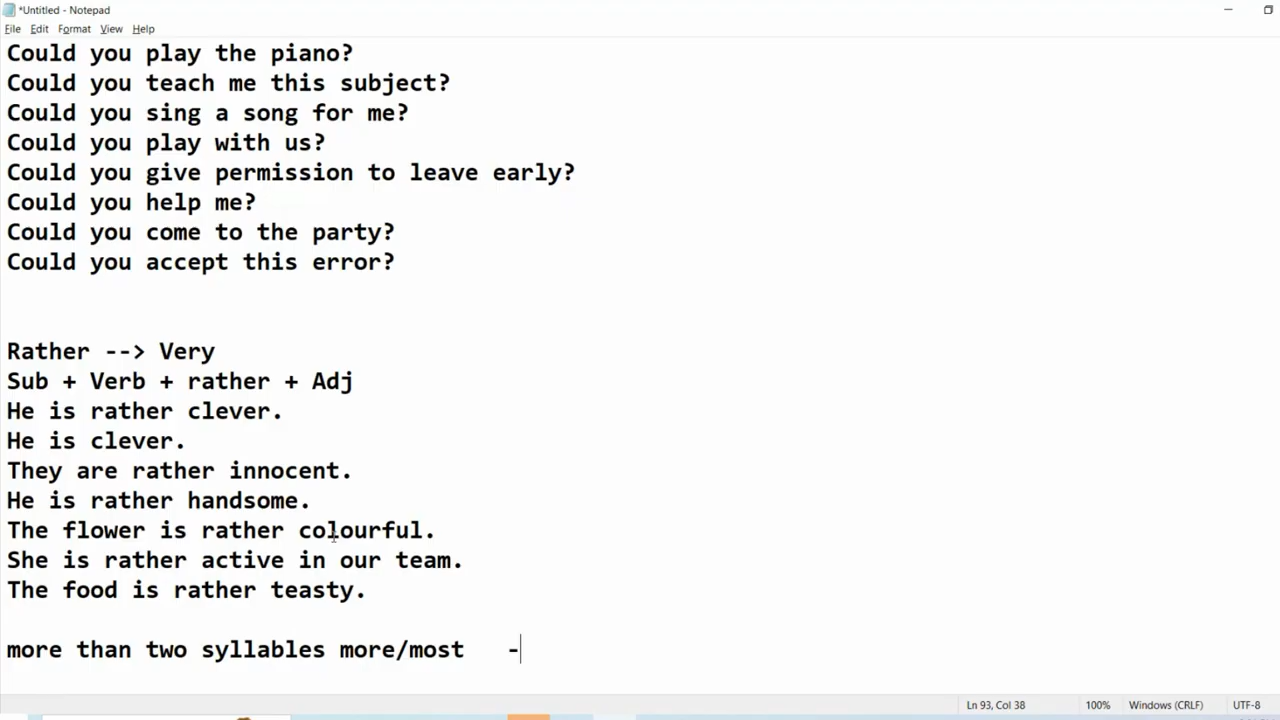 *Untitled - Notepad
File Edit Format View Help
Could you play the piano?
Could you teach me this subject?
Could you sing a song for me?
Could you play with us?
Could you give permission to leave early?
Could you help me?
Could you come to the party?
Could you accept this error?
Rather --> Very
Sub + Verb + rather + Adj
He is rather clever.
He is clever.
They are rather innocent.
He is rather handsome.
The flower is rather colourful.
She is rather active in our team.
The food is rather teasty.
more than two syllables more/most -
Ln 93, Col 38 100% Windows (CRLF) UTF-8